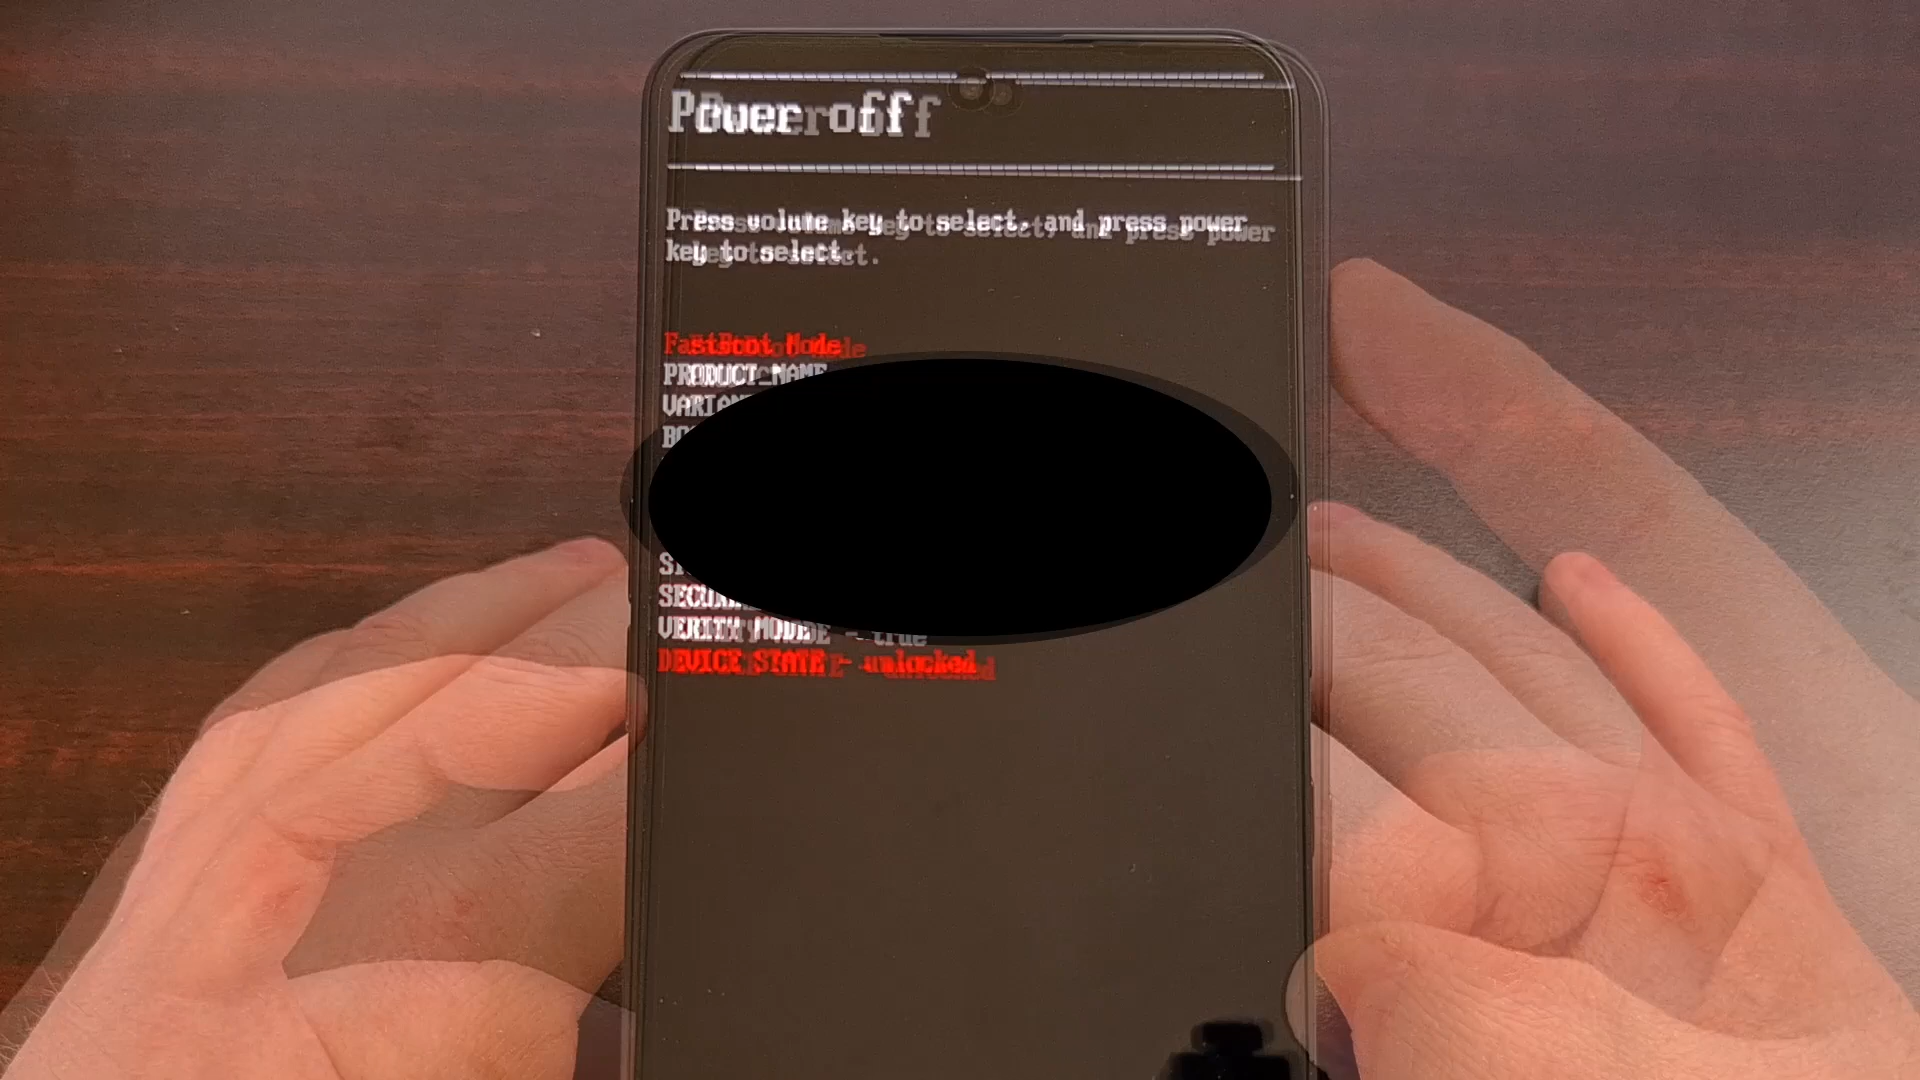 Power off
Press volume key to select, and press power
key to select.
FastBoot Mode
PRODUCT_NAME
VERITY MODE - true
DEVICE STATE - unlocked